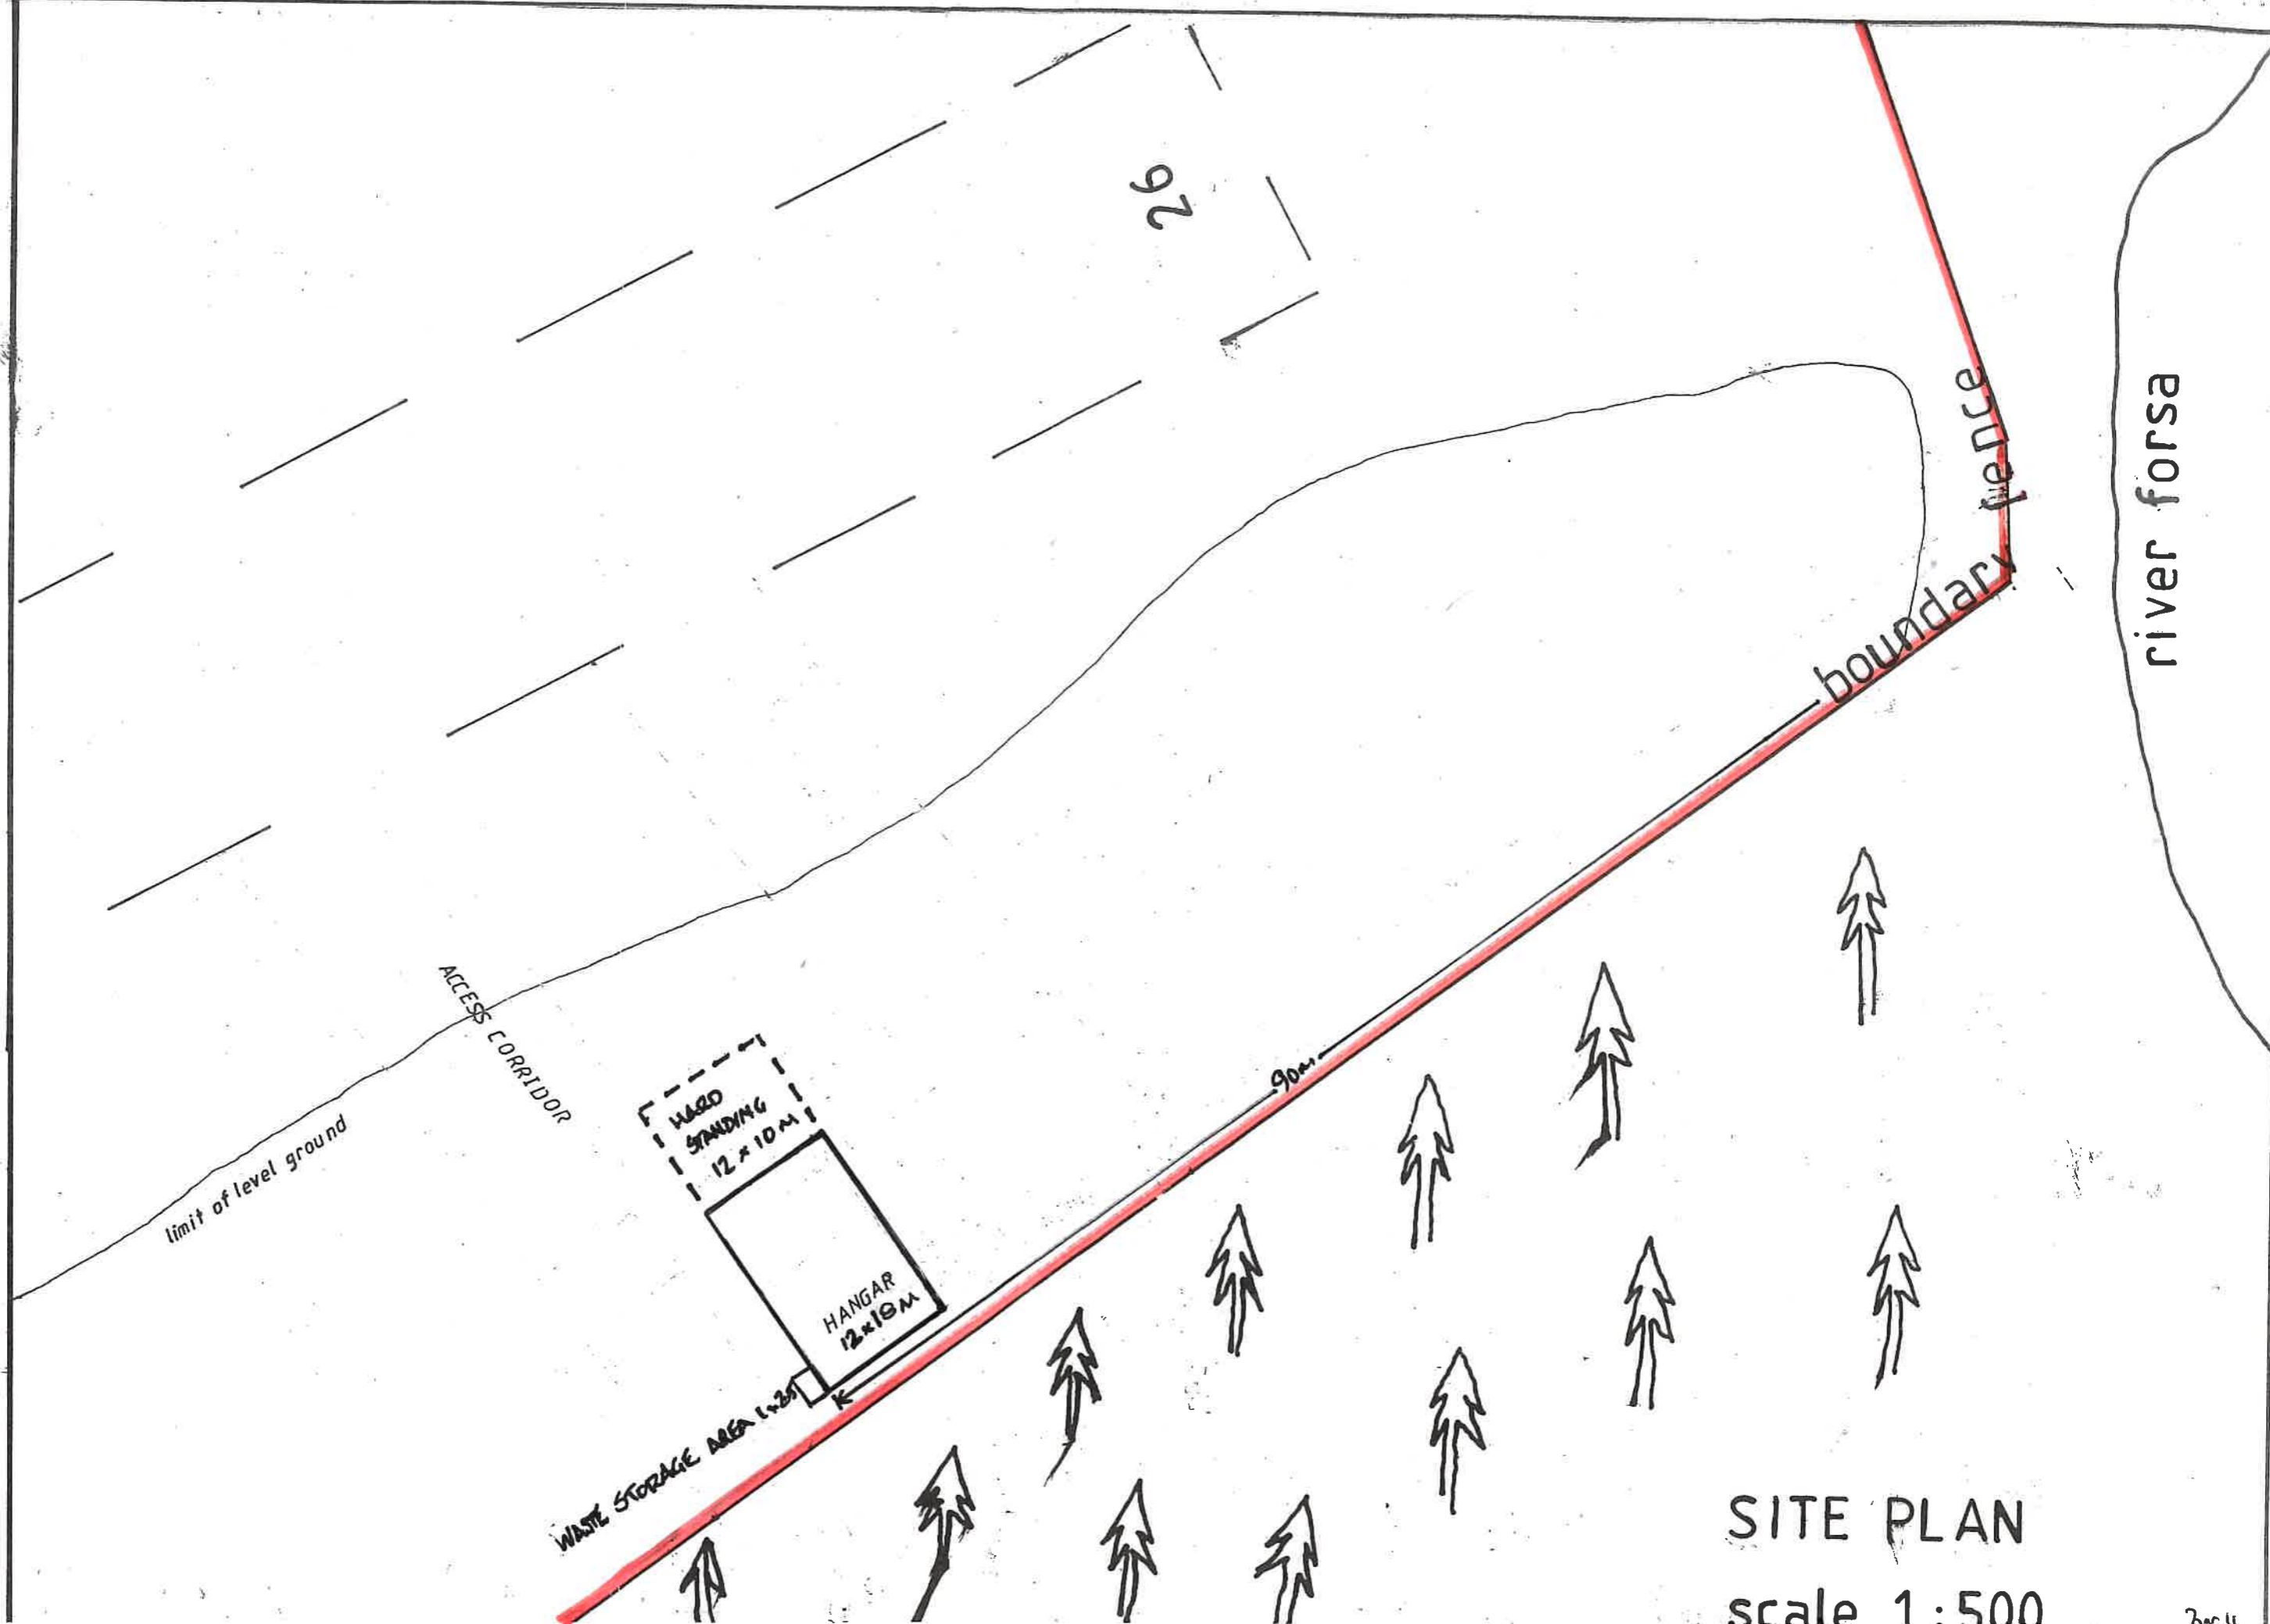 26
river forsa
boundary fence
ACCESS CORRIDOR
limit of level ground
HARD
STANDING
12 x 10 M
90m
HANGAR
12x18M
WASTE STORAGE AREA
SITE PLAN
scale 1:500